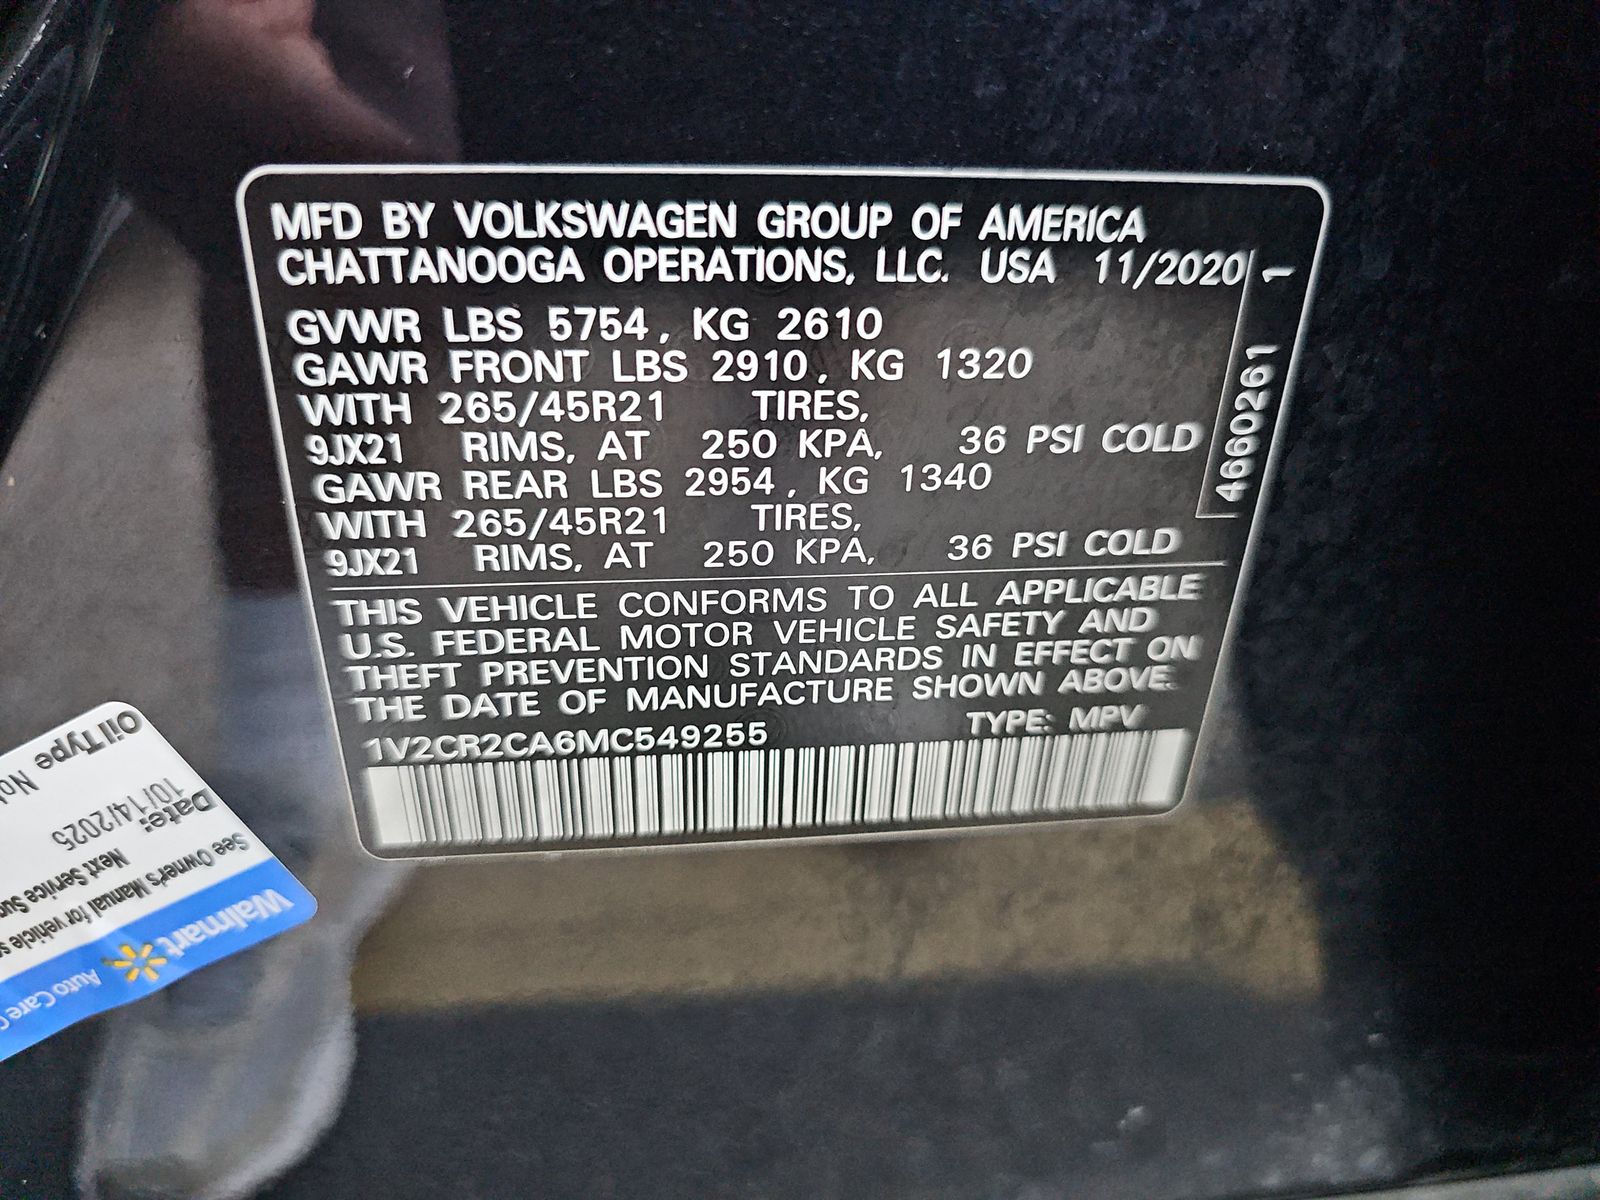 MFD BY VOLKSWAGEN GROUP OF AMERICA
CHATTANOOGA OPERATIONS, LLC. USA 11/2020
GVWR LBS 5754, KG 2610
GAWR FRONT LBS 2910, KG 1320
WITH 265/45R21 TIRES,
9JX21 RIMS, AT 250 KPA, 36 PSI COLD
GAWR REAR LBS 2954, KG 1340
WITH 265/45R21 TIRES,
9JX21 RIMS, AT 250 KPA, 36 PSI COLD
4660261 1
THIS VEHICLE CONFORMS TO ALL APPLICABLE
U.S. FEDERAL MOTOR VEHICLE SAFETY AND
THEFT PREVENTION STANDARDS IN EFFECT ON
THE DATE OF MANUFACTURE SHOWN ABOVE.
1V2CR2CA6MC549255 TYPE: MPV
Walmart
Auto Care
See Owner's Manual for vehicle
Next Service
Date:
10/14/2025
Oil Type